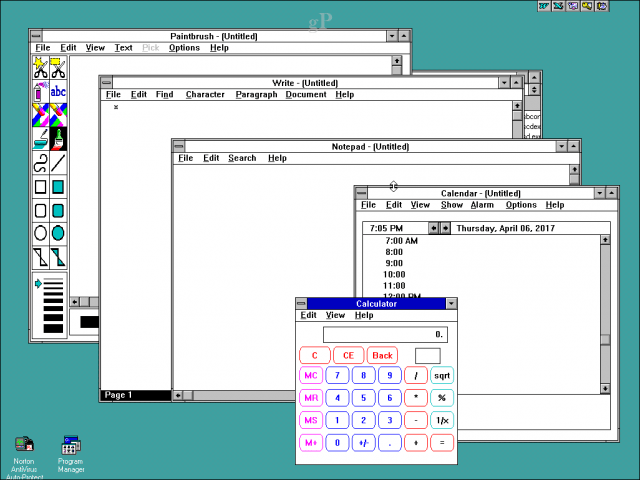 gP
Paintbrush - (Untitled)
File Edit View Text Pick Options Help
abc
Write - (Untitled)
File Edit Find Character Paragraph Document Help
Page 1
Notepad - (Untitled)
File Edit Search Help
Calendar - (Untitled)
File Edit View Show Alarm Options Help
7:05 PM Thursday, April 06, 2017
7:00 AM
8:00
9:00
10:00
11:00
12:00 PM
Calculator
Edit View Help
0.
C CE Back
MC 7 8 9 / sqrt
MR 4 5 6 * %
MS 1 2 3 - 1/x
M+ 0 +/- . + =
Norton
AntiVirus
Auto-Protect
Program
Manager